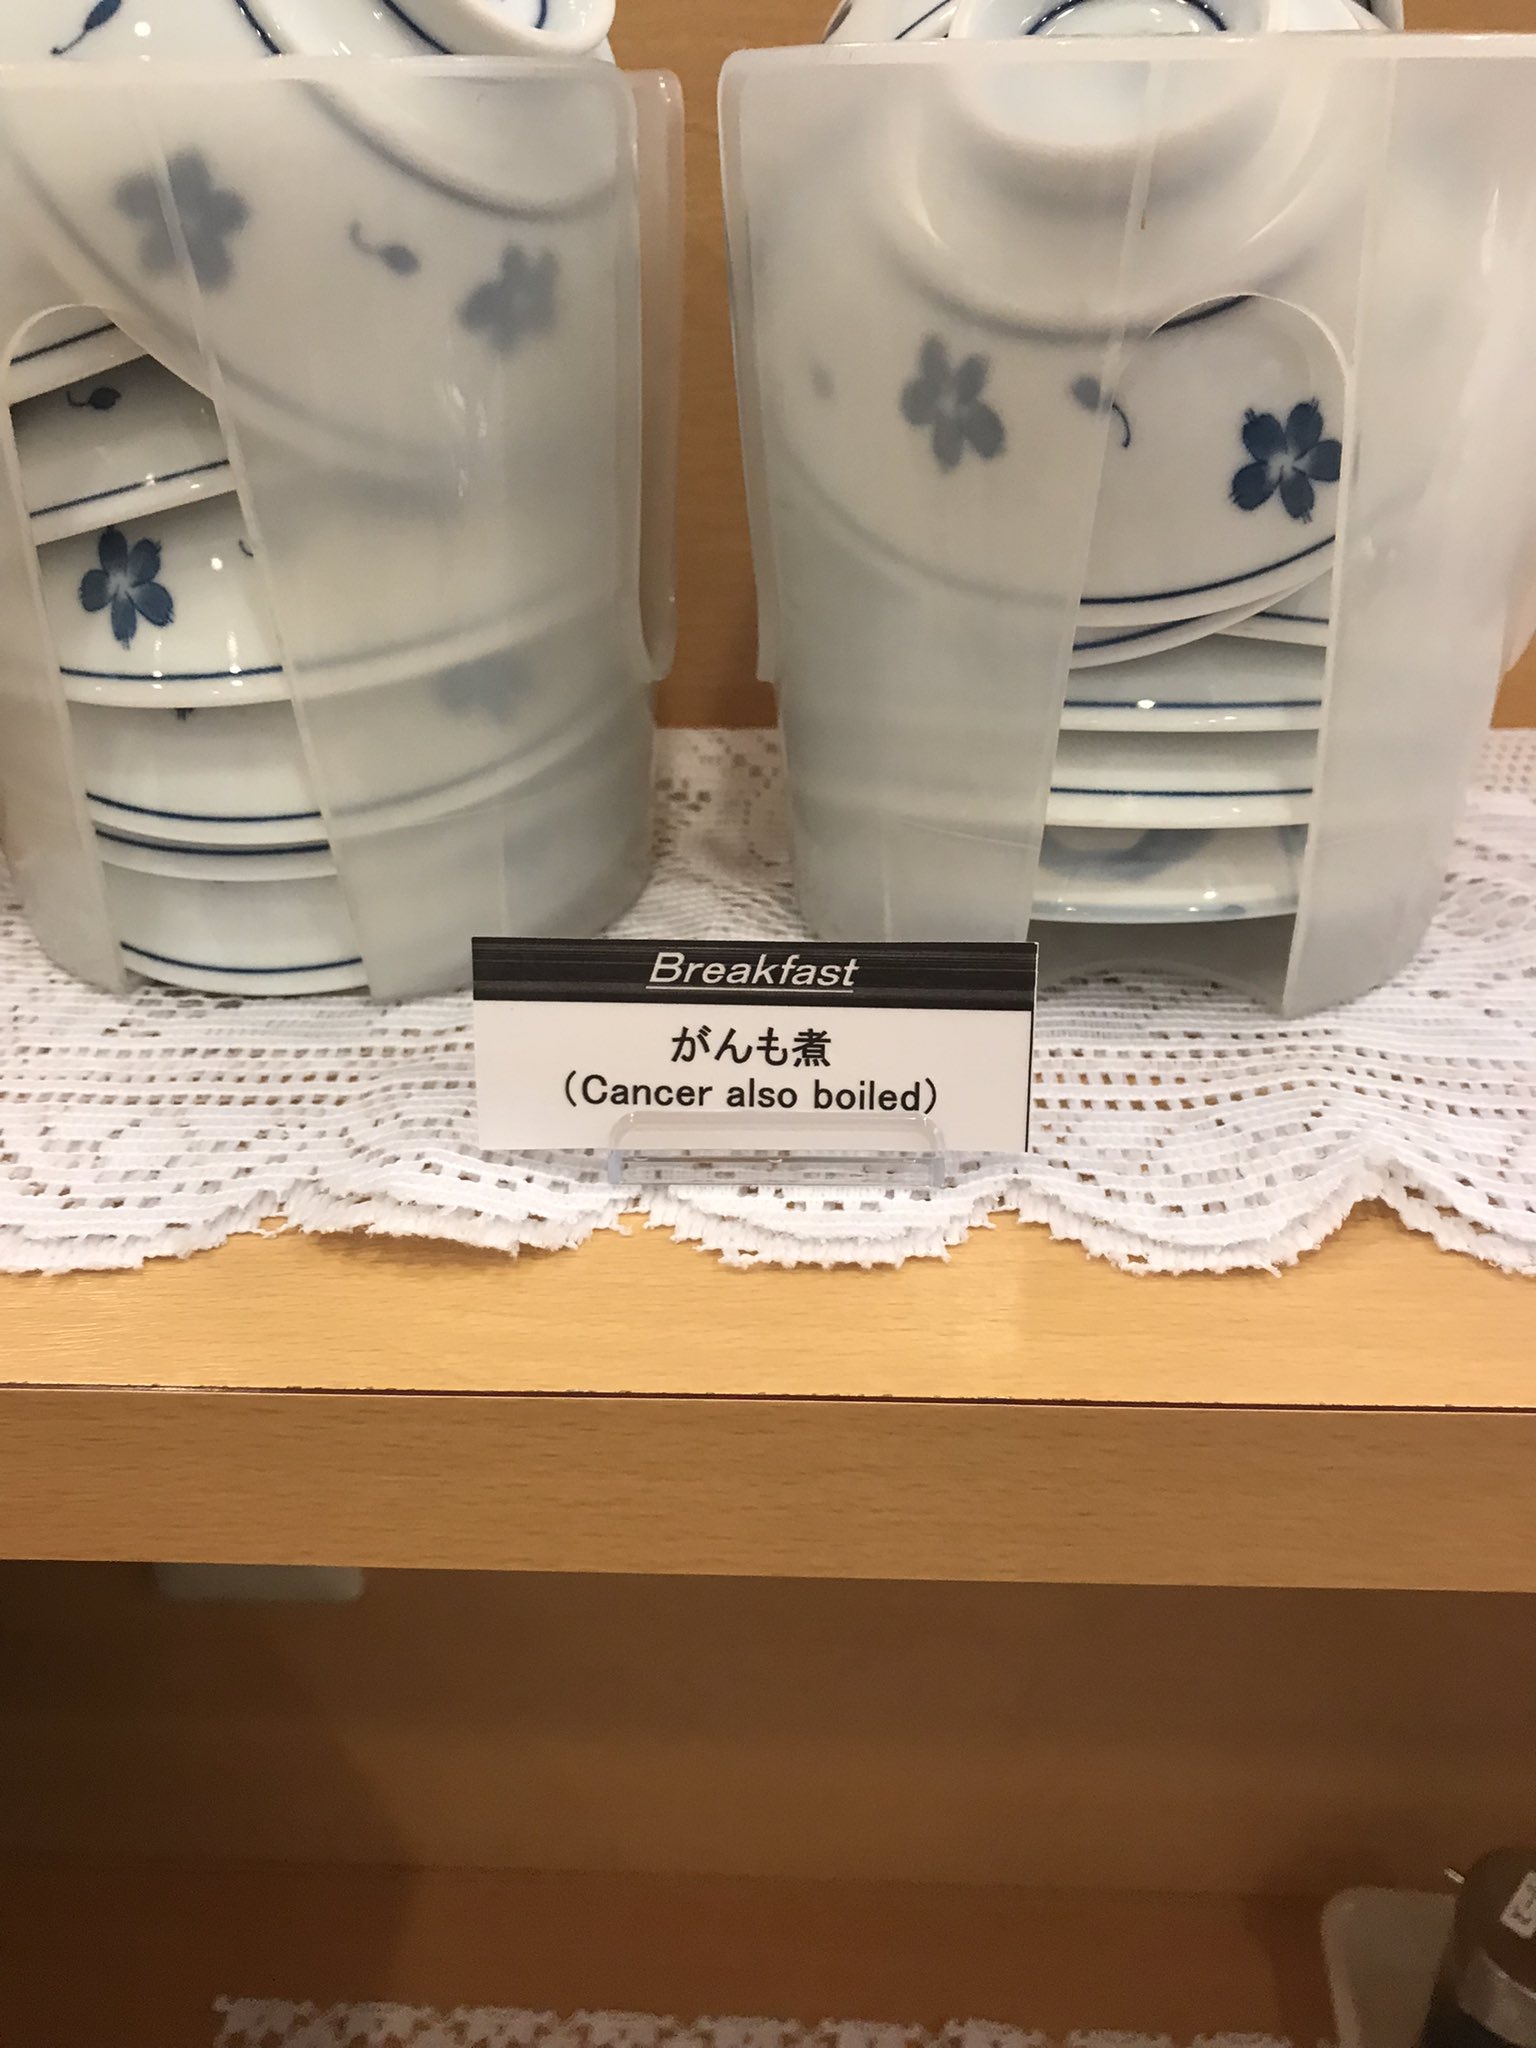 Breakfast
がんも煮
（Cancer also boiled）